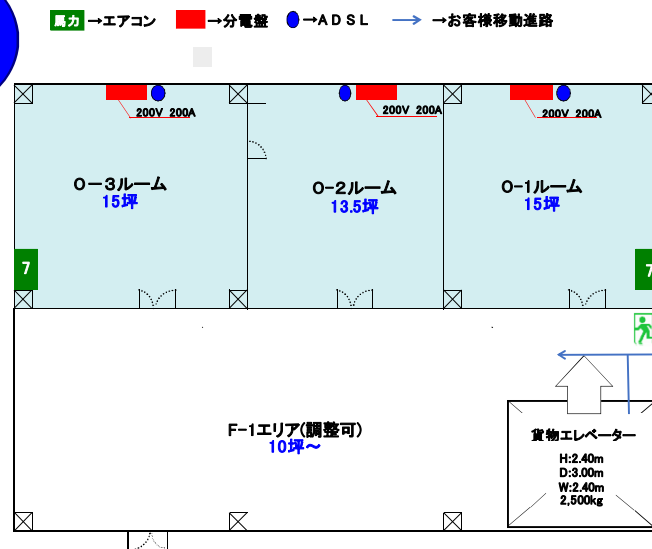 馬力→エアコン →分電盤 →ADSL →お客様移動進路
200V 200A 200V 200A 200V 200A
O－3ルーム O-2ルーム O-1ルーム
15坪 13.5坪 15坪
7 7
F-1エリア(調整可)
10坪～
貨物エレベーター
H:2.40m
D:3.00m
W:2.40m
2,500kg